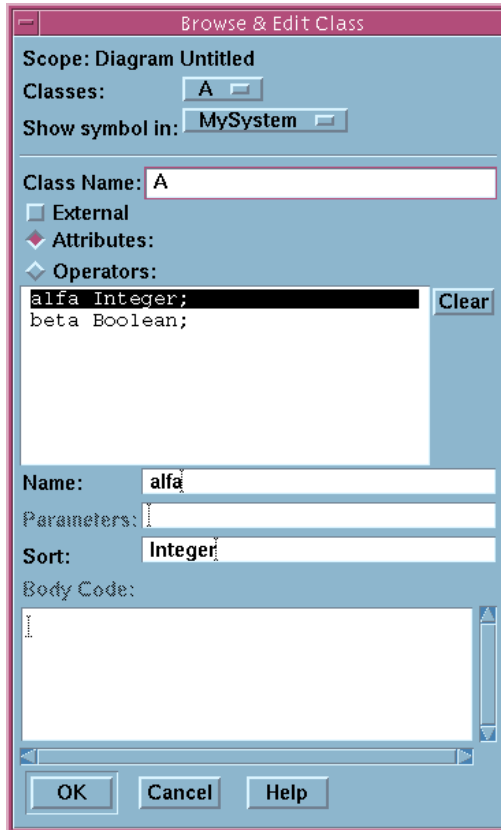 Browse & Edit Class
Scope: Diagram Untitled
Classes: A
Show symbol in: MySystem
Class Name: A
External
Attributes:
Operators:
alfa Integer;
Clear
beta Boolean;
Name: alfa
Parameters:
Sort: Integer
Body Code:
OK Cancel Help